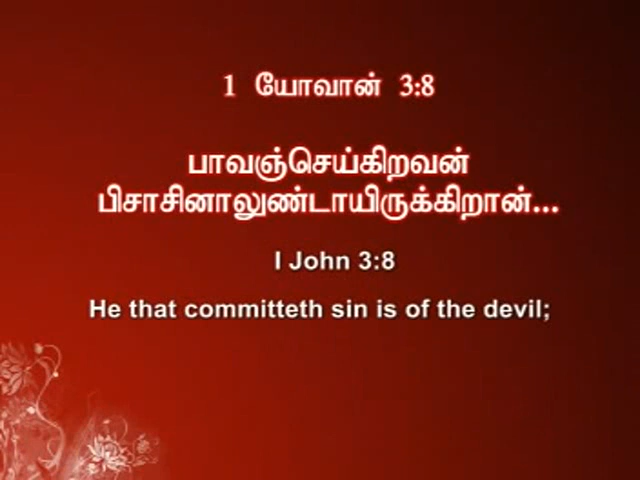 1 யோவான் 3:8
பாவஞ்செய்கிறவன்
பிசாசினாலுண்டாயிருக்கிறான்...
I John 3:8
He that committeth sin is of the devil;